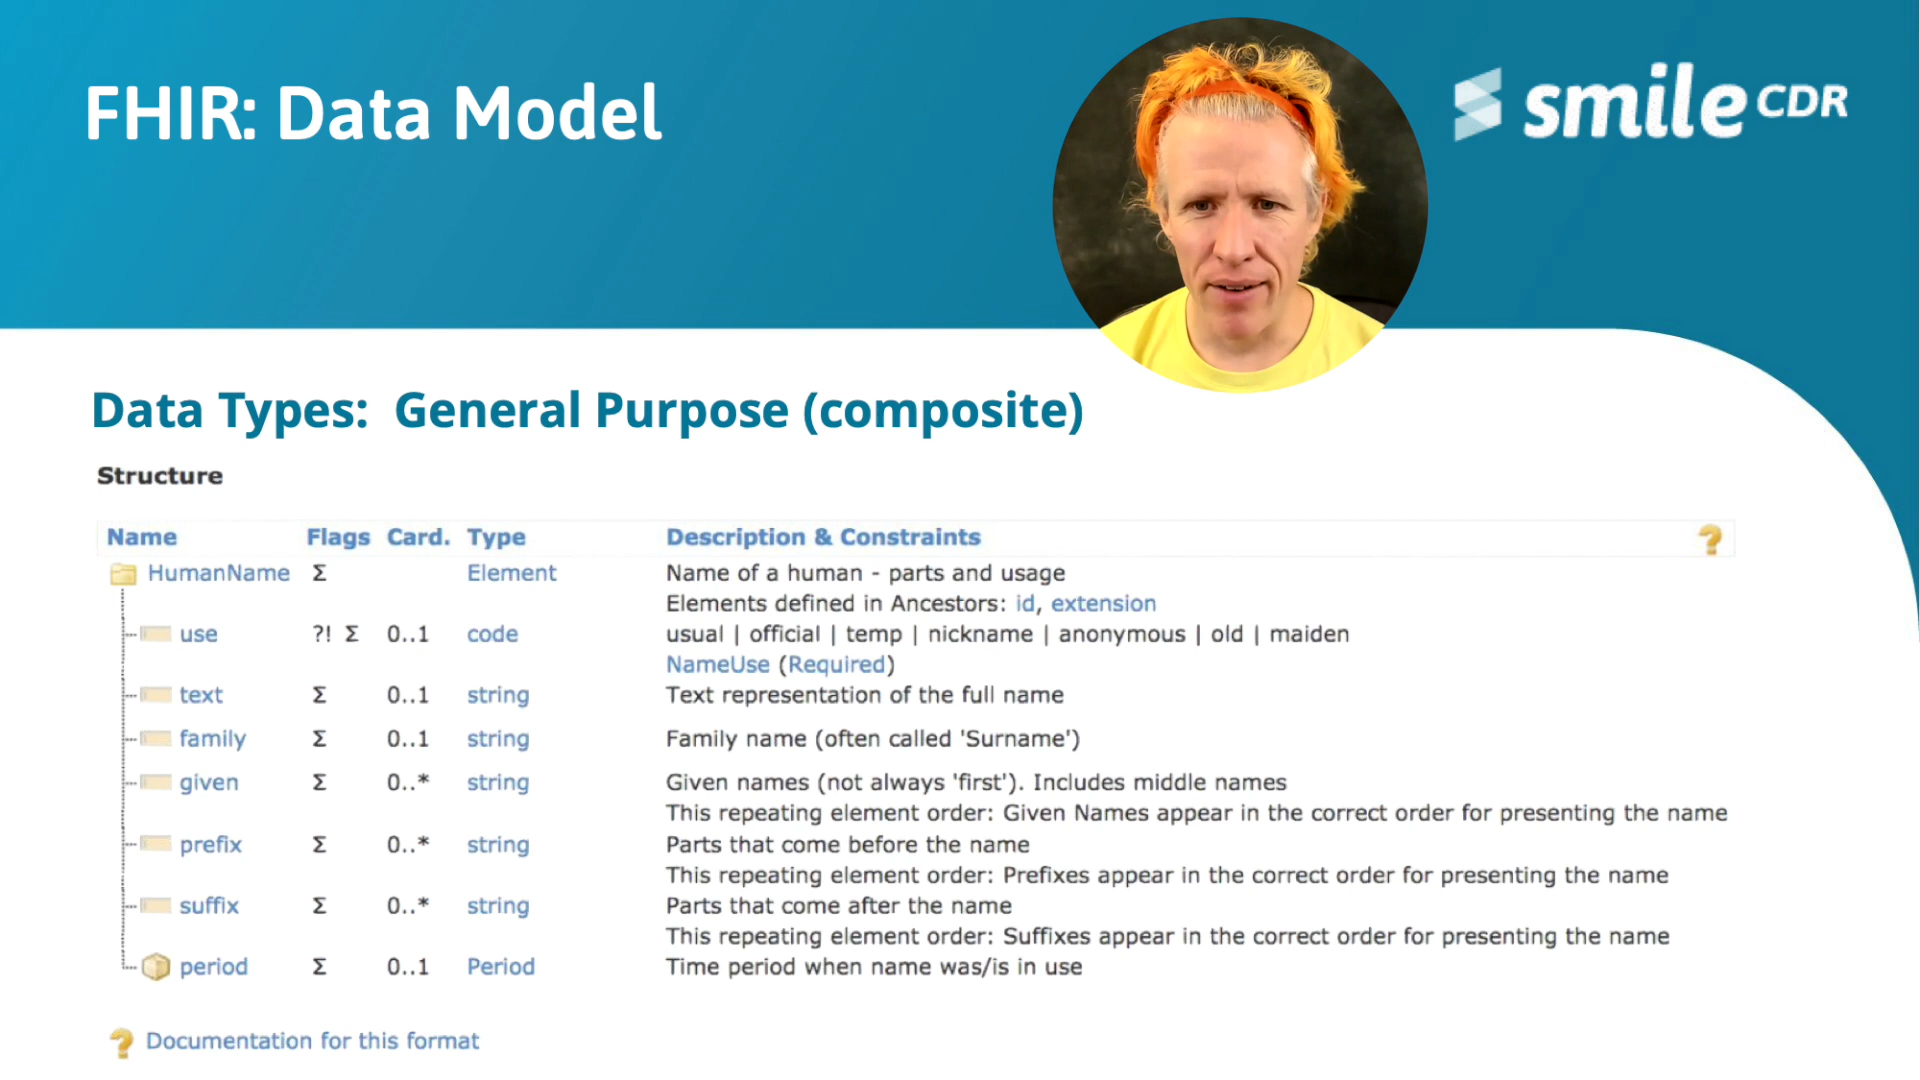 FHIR: Data Model
smile CDR
Data Types: General Purpose (composite)
Structure
Name Flags Card. Type Description & Constraints ?
HumanName Σ Element Name of a human - parts and usage
Elements defined in Ancestors: id, extension
use ?! Σ 0..1 code usual | official | temp | nickname | anonymous | old | maiden
NameUse (Required)
text Σ 0..1 string Text representation of the full name
family Σ 0..1 string Family name (often called 'Surname')
given Σ 0..* string Given names (not always 'first'). Includes middle names
This repeating element order: Given Names appear in the correct order for presenting the name
prefix Σ 0..* string Parts that come before the name
This repeating element order: Prefixes appear in the correct order for presenting the name
suffix Σ 0..* string Parts that come after the name
This repeating element order: Suffixes appear in the correct order for presenting the name
period Σ 0..1 Period Time period when name was/is in use
? Documentation for this format